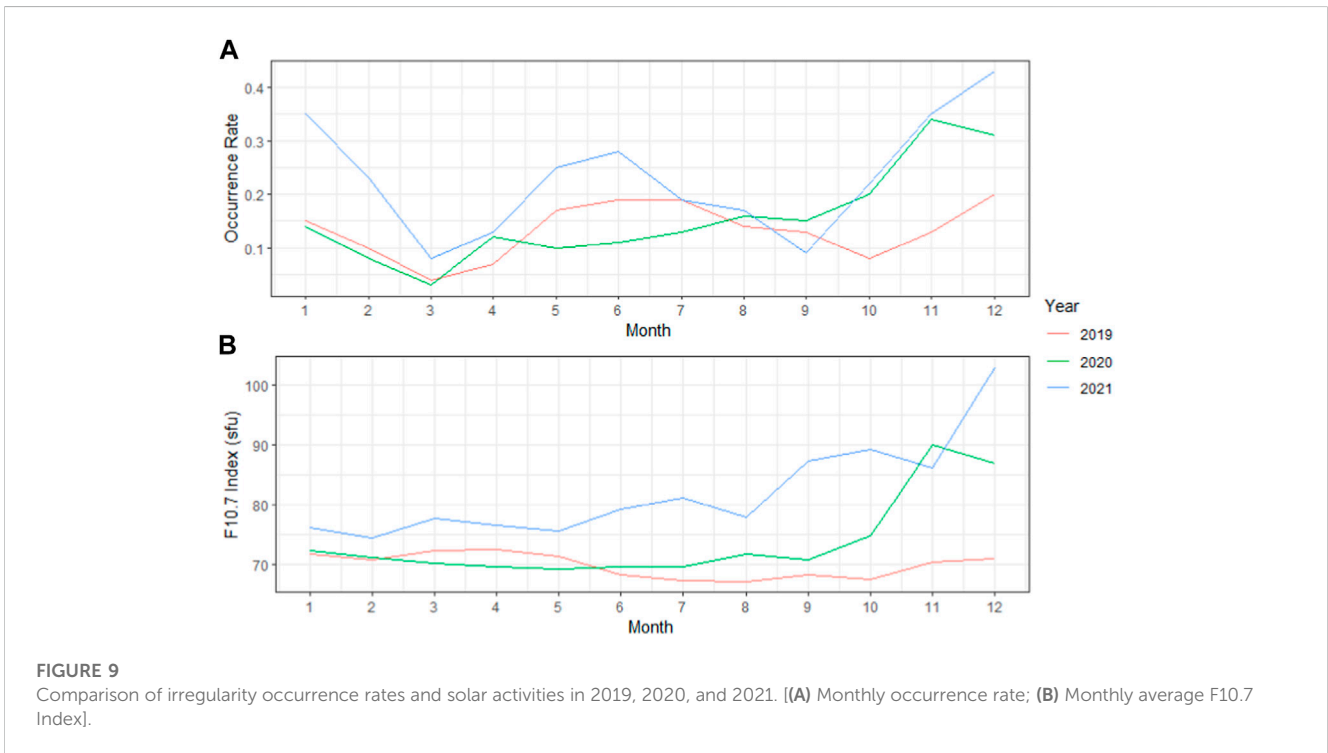 A
Occurrence Rate
0.4
0.3
0.2
0.1
1 2 3 4 5 6 7 8 9 10 11 12
Month
B
F10.7 Index (sfu)
100
90
80
70
1 2 3 4 5 6 7 8 9 10 11 12
Month
Year
2019
2020
2021
FIGURE 9
Comparison of irregularity occurrence rates and solar activities in 2019, 2020, and 2021. [(A) Monthly occurrence rate; (B) Monthly average F10.7
Index].